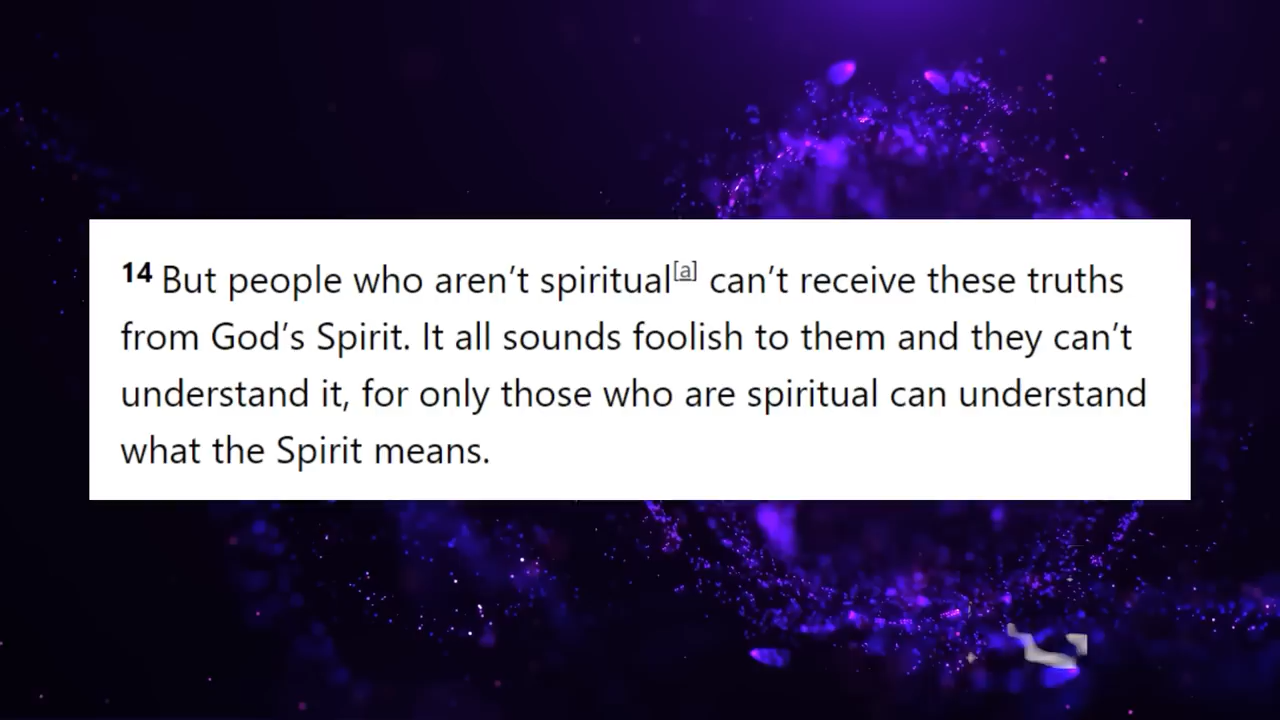 14 But people who aren’t spiritual[a] can’t receive these truths
from God’s Spirit. It all sounds foolish to them and they can’t
understand it, for only those who are spiritual can understand
what the Spirit means.